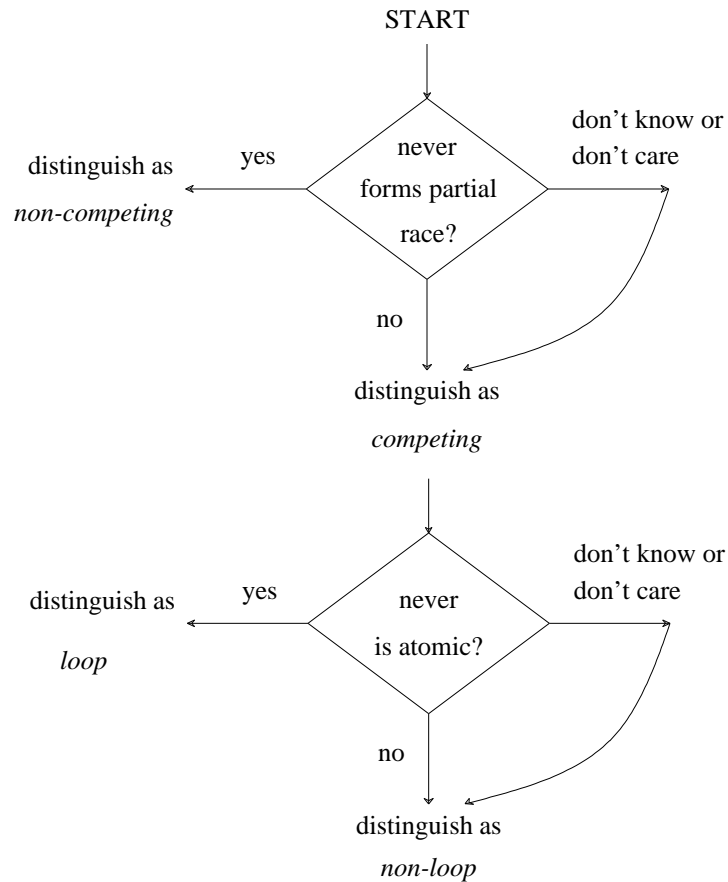 START
never
forms partial
race?
yes
distinguish as
non-competing
don't know or
don't care
no
distinguish as
competing
never
is atomic?
yes
distinguish as
loop
don't know or
don't care
no
distinguish as
non-loop